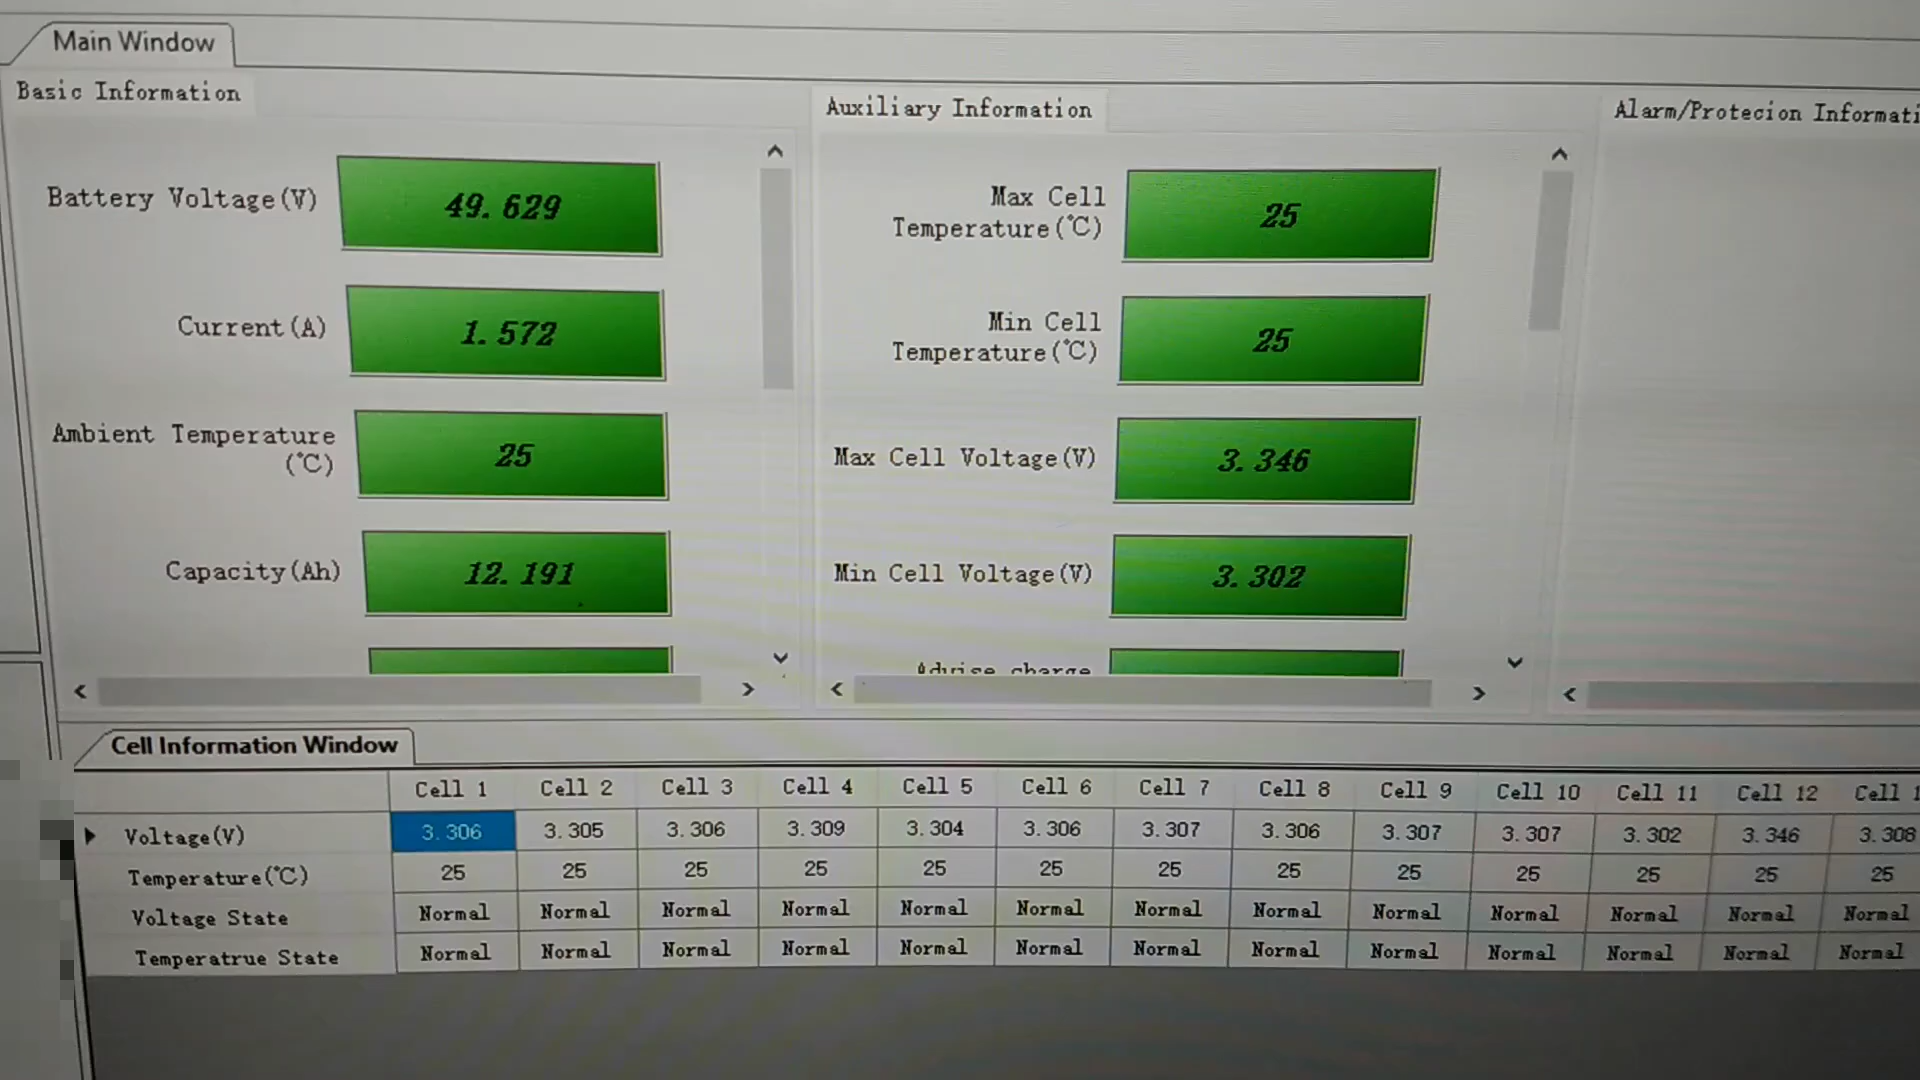 Main Window
Basic Information
Auxiliary Information
Alarm/Protecion Informati
Battery Voltage(V)
49.629
Current(A)
1.572
Ambient Temperature
(℃)
25
Capacity(Ah)
12.191
Max Cell
Temperature(℃)
25
Min Cell
Temperature(℃)
25
Max Cell Voltage(V)
3.346
Min Cell Voltage(V)
3.302
Advise charge
Cell Information Window
Cell 1 Cell 2 Cell 3 Cell 4 Cell 5 Cell 6 Cell 7 Cell 8 Cell 9 Cell 10 Cell 11 Cell 12 Cell 1
Voltage(V) 3.306 3.305 3.306 3.309 3.304 3.306 3.307 3.306 3.307 3.307 3.302 3.346 3.308
Temperature(℃) 25 25 25 25 25 25 25 25 25 25 25 25 25
Voltage State Normal Normal Normal Normal Normal Normal Normal Normal Normal Normal Normal Normal Normal
Temperatrue State Normal Normal Normal Normal Normal Normal Normal Normal Normal Normal Normal Normal Normal